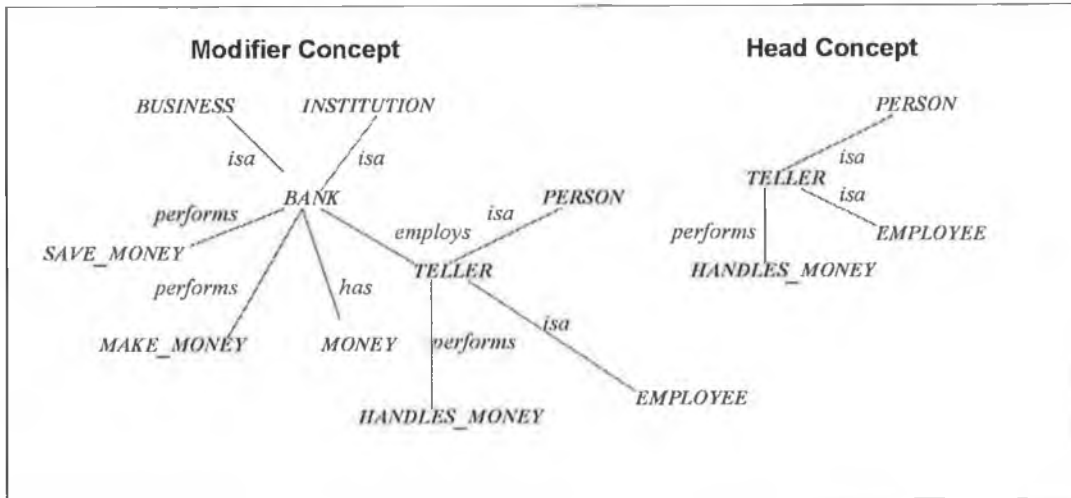 Modifier Concept
Head Concept
BUSINESS INSTITUTION
PERSON
isa isa
isa
BANK
TELLER
PERSON
isa
performs
isa
employs
performs
EMPLOYEE
SAVE_MONEY
TELLER
HANDLES_MONEY
performs
has
isa
MAKE_MONEY
MONEY
performs
HANDLES_MONEY
EMPLOYEE